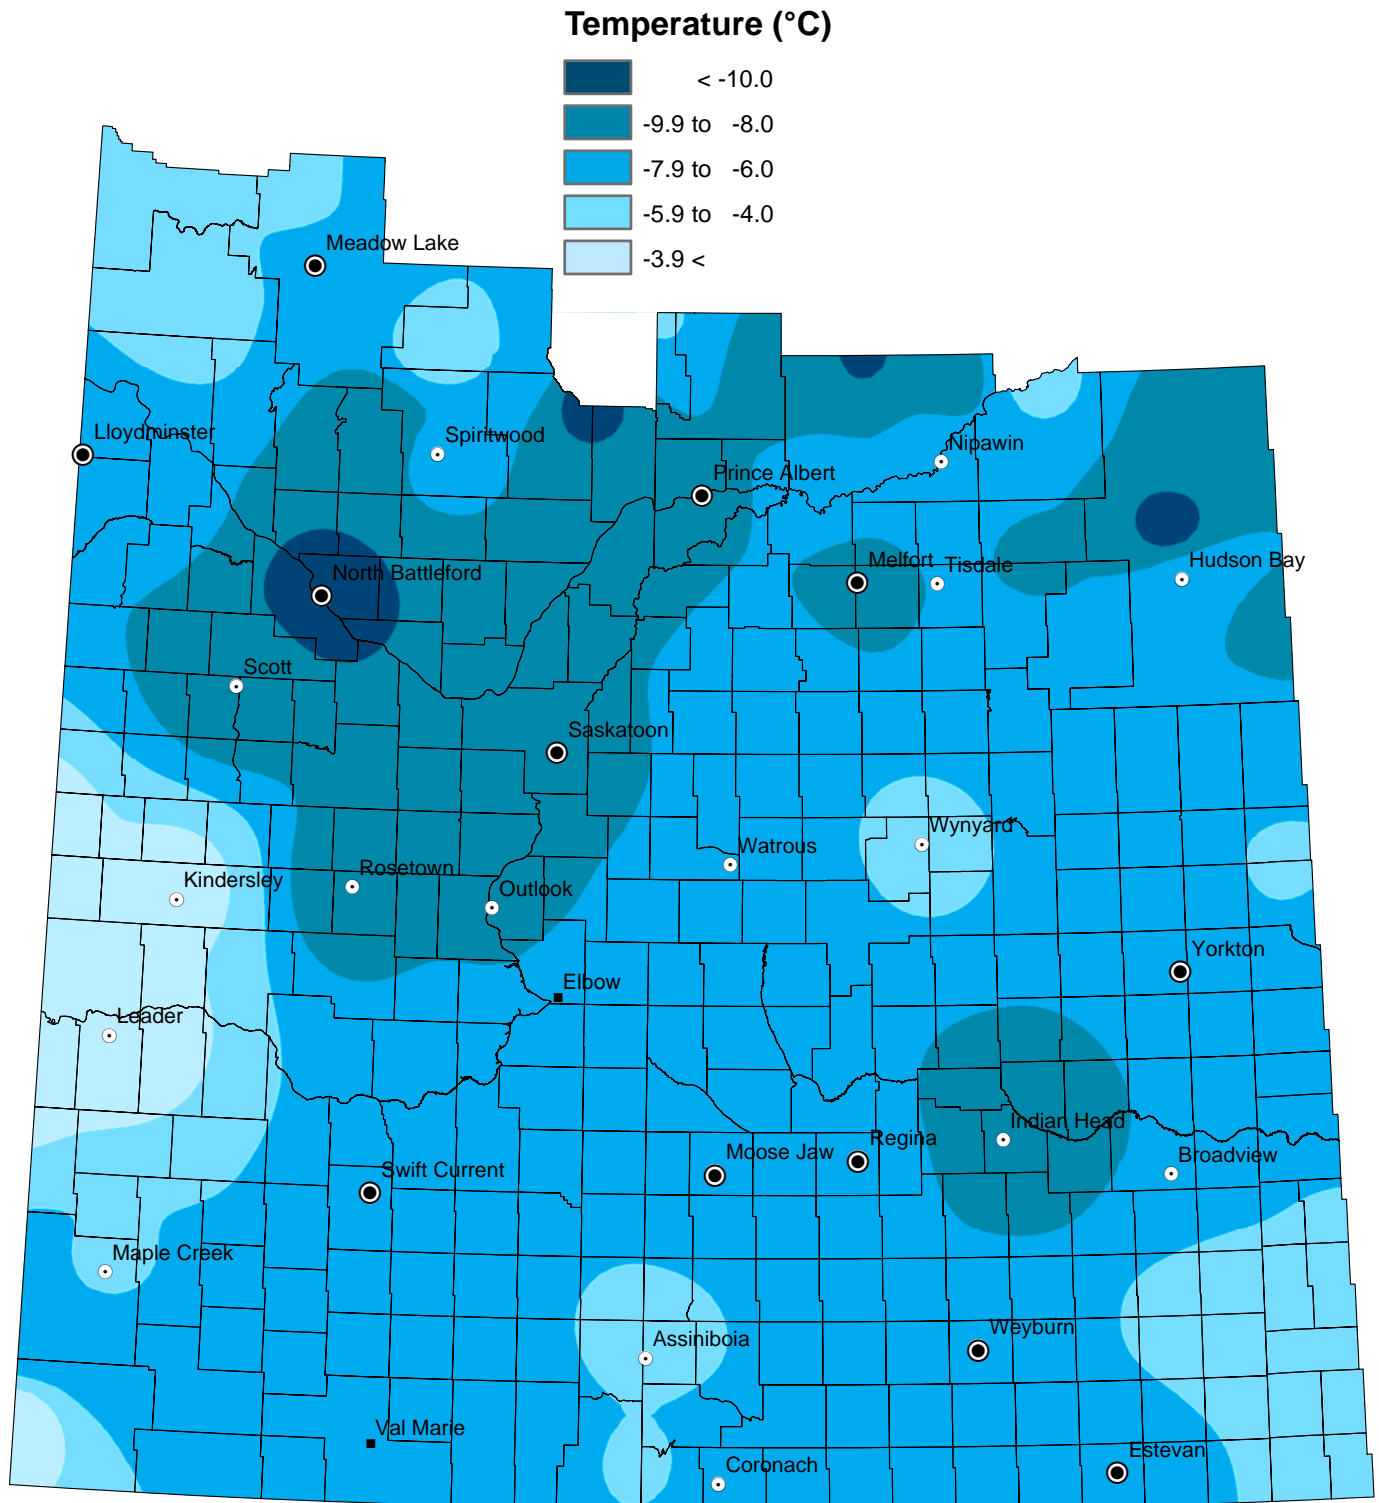 Temperature (°C)
< -10.0
-9.9 to -8.0
-7.9 to -6.0
-5.9 to -4.0
-3.9 <
Meadow Lake
Lloydminster
Spiritwood
Nipawin
Prince Albert
North Battleford
Melfort
Tisdale
Hudson Bay
Scott
Saskatoon
Wynyard
Watrous
Rosetown
Kindersley
Outlook
Yorkton
Elbow
Leader
Indian Head
Regina
Moose Jaw
Broadview
Swift Current
Maple Creek
Weyburn
Assiniboia
Val Marie
Estevan
Coronach